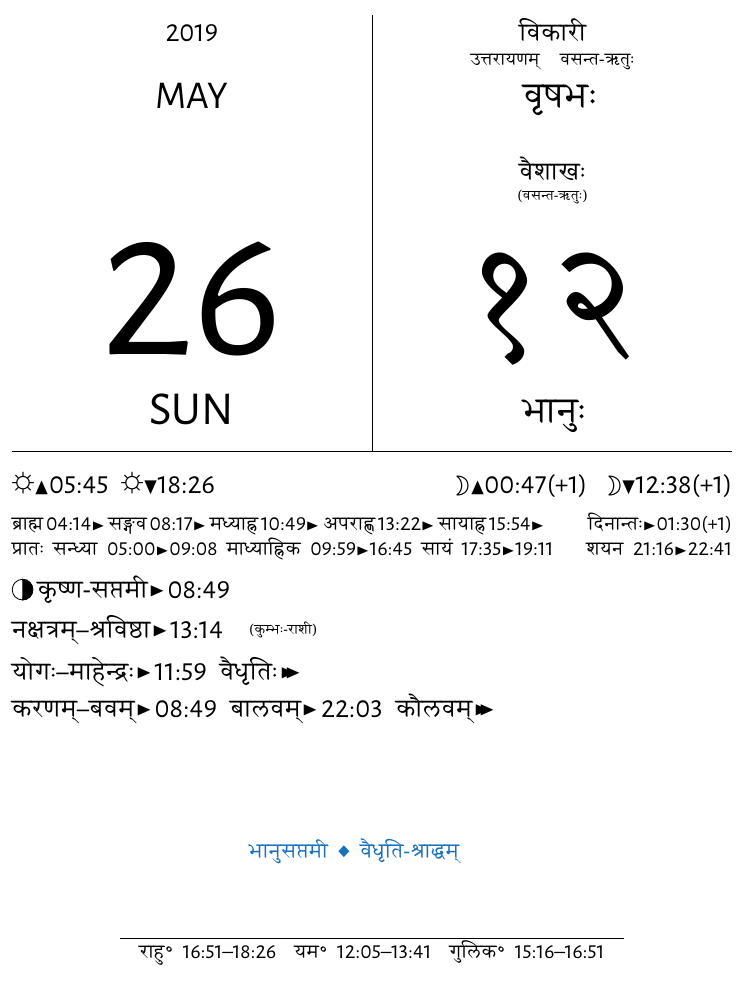 2019
MAY
26
SUN
विकारी
उत्तरायणम् वसन्त-ऋतुः
वृषभः
वैशाखः
(वसन्त-ऋतुः)
१२
भानुः
☼▲05:45 ☼▼18:26 ☽▲00:47(+1) ☽▼12:38(+1)
ब्राह्म 04:14► सङ्गव 08:17► मध्याह्न 10:49► अपराह्ण 13:22► सायाह्न 15:54► दिनान्तः►01:30(+1)
प्रातः सन्ध्या 05:00►09:08 माध्याह्निक 09:59►16:45 सायं 17:35►19:11 शयन 21:16►22:41
कृष्ण-सप्तमी►08:49
नक्षत्रम्–श्रविष्ठा►13:14 (कुम्भः-राशी)
योगः–माहेन्द्रः►11:59 वैधृतिः►►
करणम्–बवम्►08:49 बालवम्►22:03 कौलवम्►►
भानुसप्तमी ◆ वैधृति-श्राद्धम्
राहु° 16:51–18:26 यम° 12:05–13:41 गुलिक° 15:16–16:51